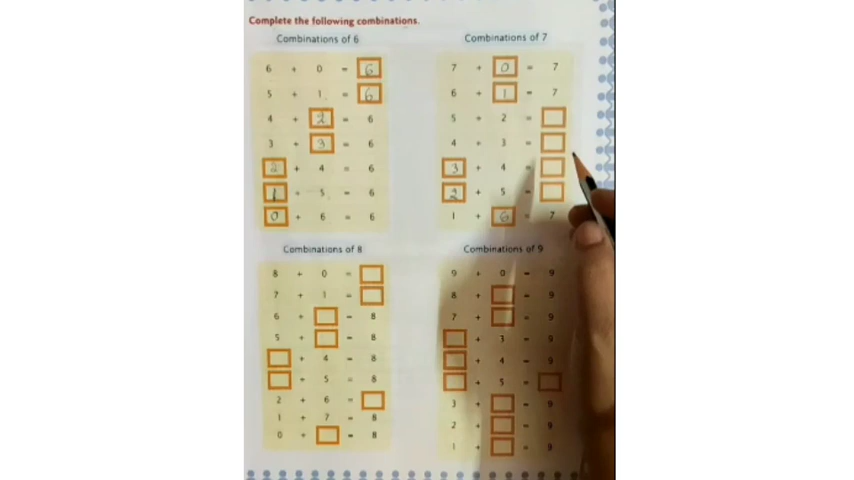 Complete the following combinations.
Combinations of 6
6 + 0 = 6
5 + 1 = 6
4 + 2 = 6
3 + 3 = 6
2 + 4 = 6
1 + 5 = 6
0 + 6 = 6
Combinations of 7
7 + 0 = 7
6 + 1 = 7
5 + 2 =
4 + 3 =
3 + 4 =
2 + 5 =
1 + 6 = 7
Combinations of 8
8 + 0 =
7 + 1 =
6 + = 8
5 + = 8
+ 4 = 8
+ 5 = 8
2 + 6 =
1 + 7 = 8
0 + = 8
Combinations of 9
9 + 0 = 9
8 + = 9
7 + = 9
+ 3 = 9
+ 4 = 9
+ 5 =
3 + = 9
2 + = 9
1 + = 9